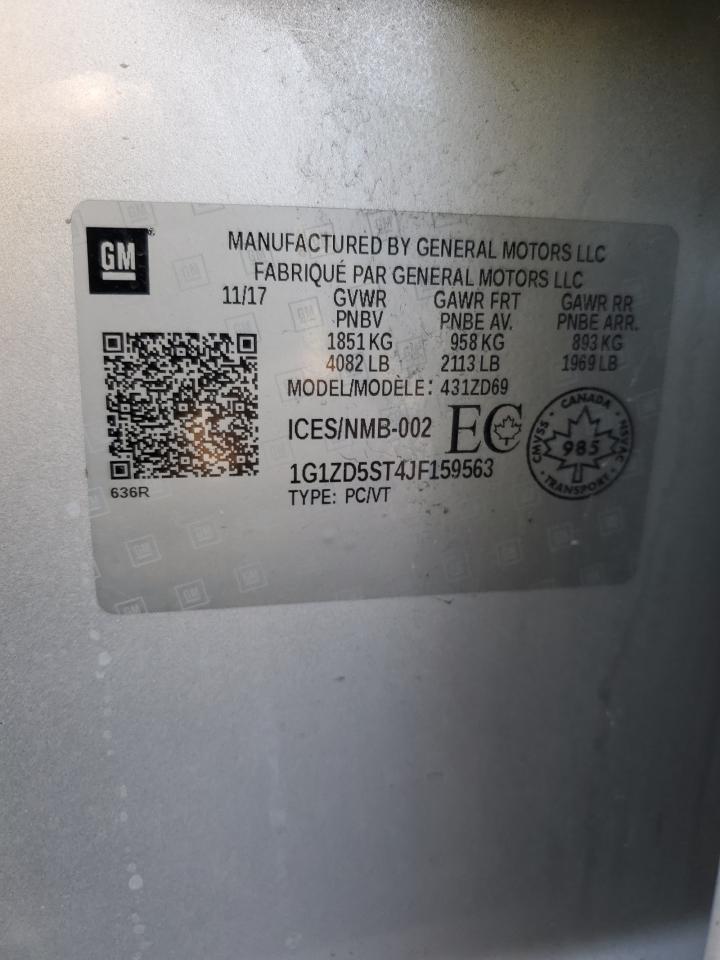 GM
MANUFACTURED BY GENERAL MOTORS LLC
FABRIQUÉ PAR GENERAL MOTORS LLC
11/17 GVWR GAWR FRT GAWR RR
PNBV PNBE AV. PNBE ARR.
1851 KG 958 KG 893 KG
4082 LB 2113 LB 1969 LB
MODEL/MODÈLE: 431ZD69
ICES/NMB-002 EC
CANADA
CMVSS 985 NSVAC
TRANSPORT
1G1ZD5ST4JF159563
636R TYPE: PC/VT